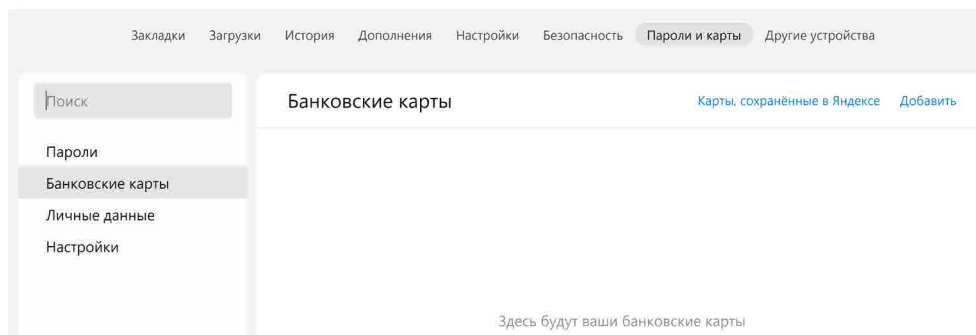 Закладки Загрузки История Дополнения Настройки Безопасность Пароли и карты Другие устройства
Поиск
Пароли
Банковские карты
Личные данные
Настройки
Банковские карты Карты, сохранённые в Яндексе Добавить
Здесь будут ваши банковские карты